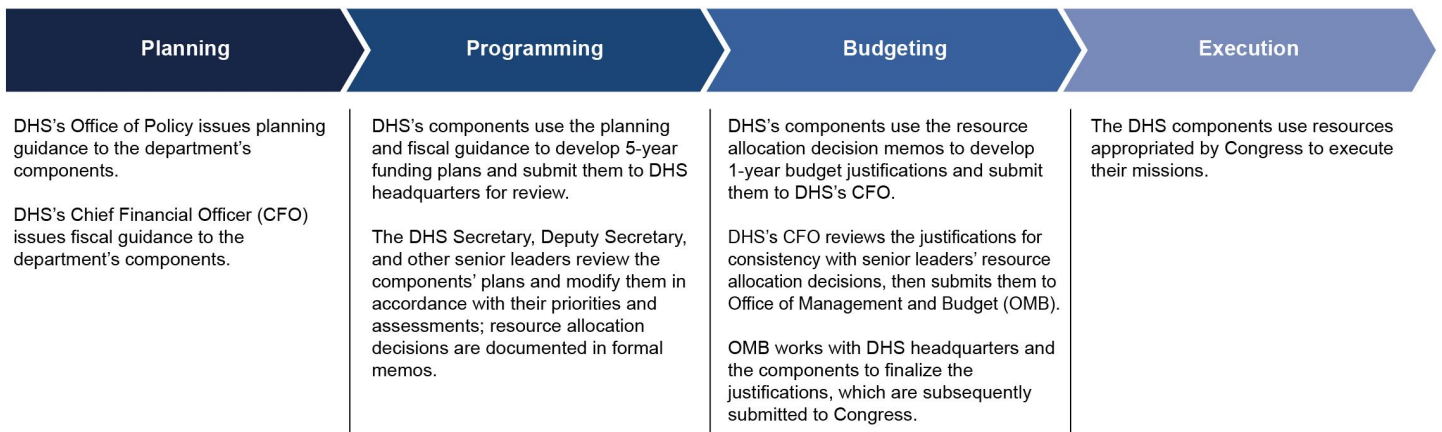 Planning
DHS's Office of Policy issues planning
guidance to the department's
components.
DHS's Chief Financial Officer (CFO)
issues fiscal guidance to the
department's components.
Programming
DHS's components use the planning
and fiscal guidance to develop 5-year
funding plans and submit them to DHS
headquarters for review.
The DHS Secretary, Deputy Secretary,
and other senior leaders review the
components' plans and modify them in
accordance with their priorities and
assessments; resource allocation
decisions are documented in formal
memos.
Budgeting
DHS's components use the resource
allocation decision memos to develop
1-year budget justifications and submit
them to DHS's CFO.
DHS's CFO reviews the justifications for
consistency with senior leaders' resource
allocation decisions, then submits them to
Office of Management and Budget (OMB).
OMB works with DHS headquarters and
the components to finalize the
justifications, which are subsequently
submitted to Congress.
Execution
The DHS components use resources
appropriated by Congress to execute
their missions.